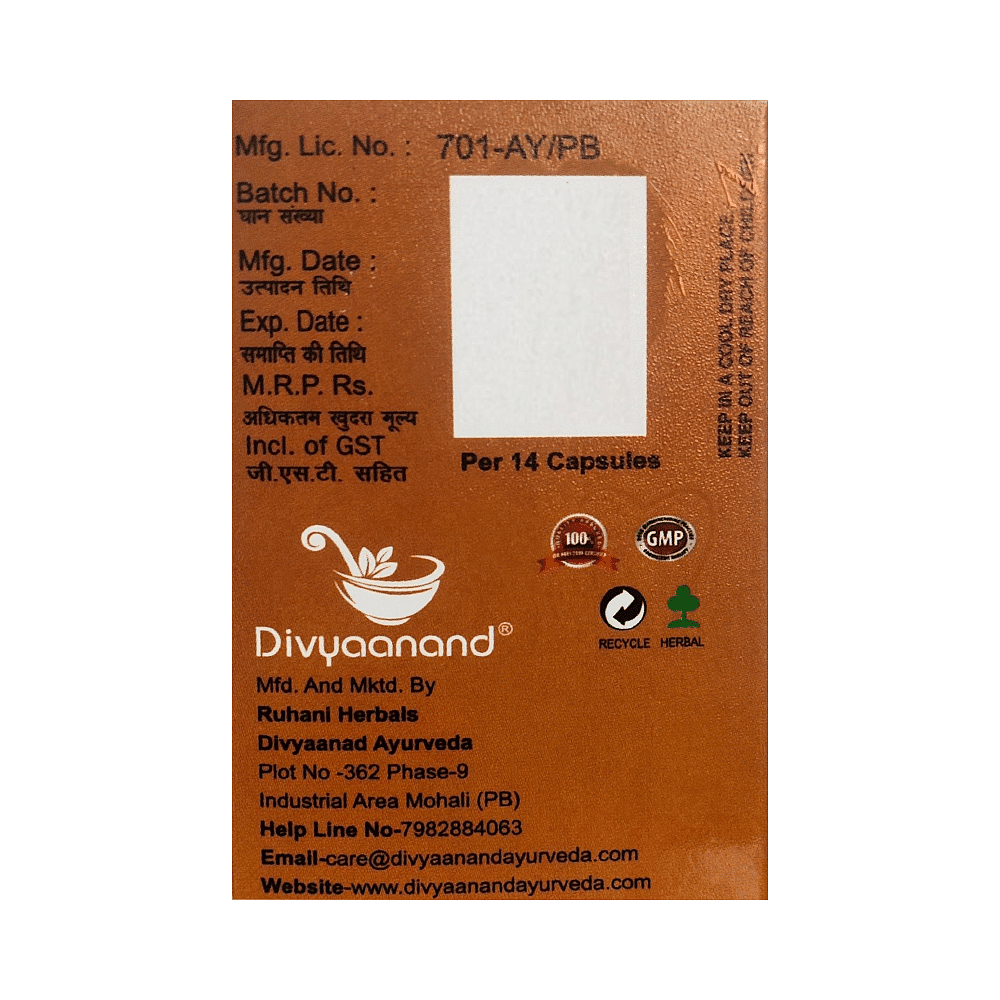 Mfg. Lic. No. : 701-AY/PB
Batch No. :
घान संख्या
Mfg. Date :
उत्पादन तिथि
Exp. Date :
समाप्ति की तिथि
M.R.P. Rs.
अधिकतम खुदरा मूल्य
Incl. of GST
जी.एस.टी. सहित
Per 14 Capsules
KEEP IN A COOL DRY PLACE
KEEP OUT OF REACH OF CHILDREN
100%
GMP
RECYCLE HERBAL
Divyaanand®
Mfd. And Mktd. By
Ruhani Herbals
Divyaanad Ayurveda
Plot No -362 Phase-9
Industrial Area Mohali (PB)
Help Line No-7982884063
Email-care@divyaanandayurveda.com
Website-www.divyaanandayurveda.com